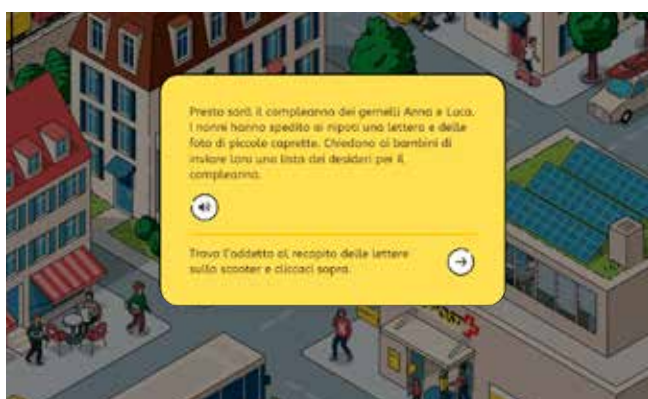 Presto sarà il compleanno dei gemelli Anna e Luca.
I nonni hanno spedito ai nipoti una lettera e delle
foto di piccole caprette. Chiedono ai bambini di
inviare loro una lista dei desideri per il
compleanno.
Trova l'addetto al recapito delle lettere
sullo scooter e cliccaci sopra.